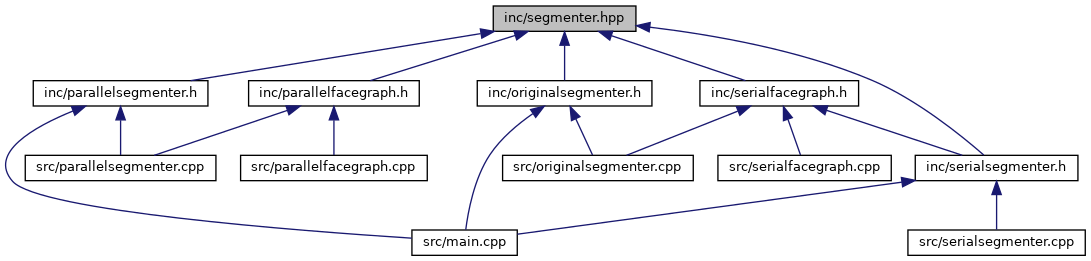 inc/segmenter.hpp
inc/parallelsegmenter.h
inc/parallelfacegraph.h
inc/originalsegmenter.h
inc/serialfacegraph.h
src/parallelsegmenter.cpp
src/parallelfacegraph.cpp
src/originalsegmenter.cpp
src/serialfacegraph.cpp
inc/serialsegmenter.h
src/main.cpp
src/serialsegmenter.cpp